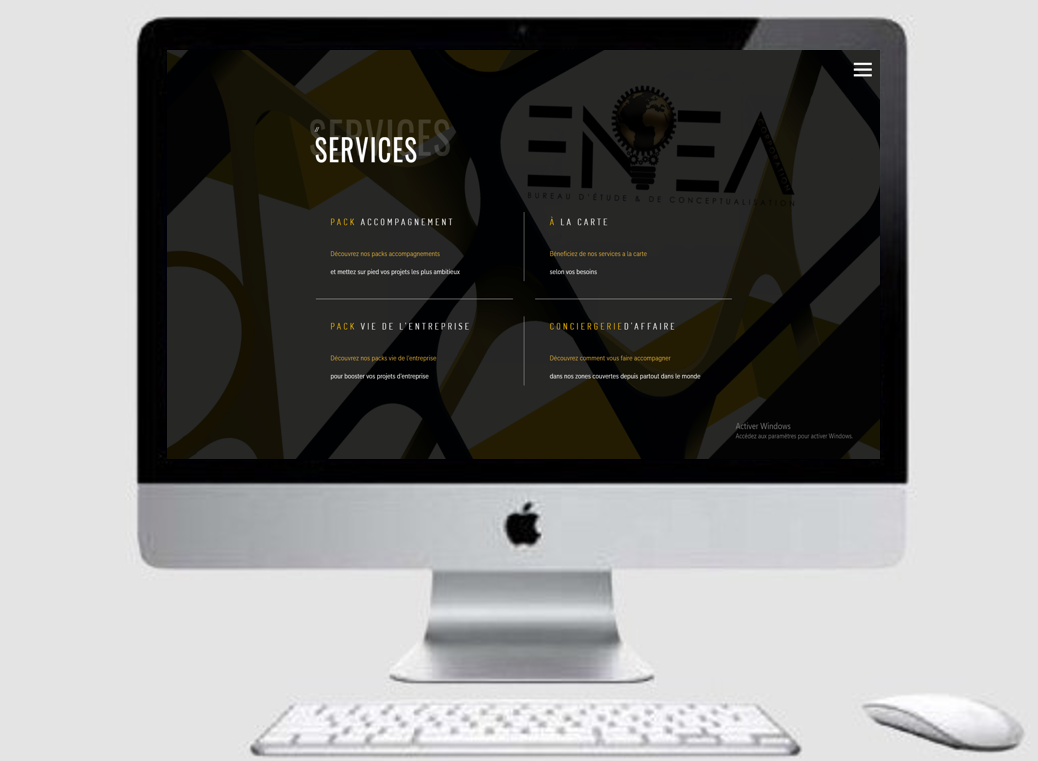 SERVICES
//
SERVICES
ENEA
CORPORATION
BUREAU D'ÉTUDE & DE CONCEPTUALISATION
PACK ACCOMPAGNEMENT
Découvrez nos packs accompagnements
et mettez sur pied vos projets les plus ambitieux
À LA CARTE
Béneficiez de nos services a la carte
selon vos besoins
PACK VIE DE L'ENTREPRISE
Découvrez nos packs vie de l'entreprise
pour booster vos projets d'entreprise
CONCIERGERIE D'AFFAIRE
Découvrez comment vous faire accompagner
dans nos zones couvertes depuis partout dans le monde
Activer Windows
Accédez aux paramètres pour activer Windows.